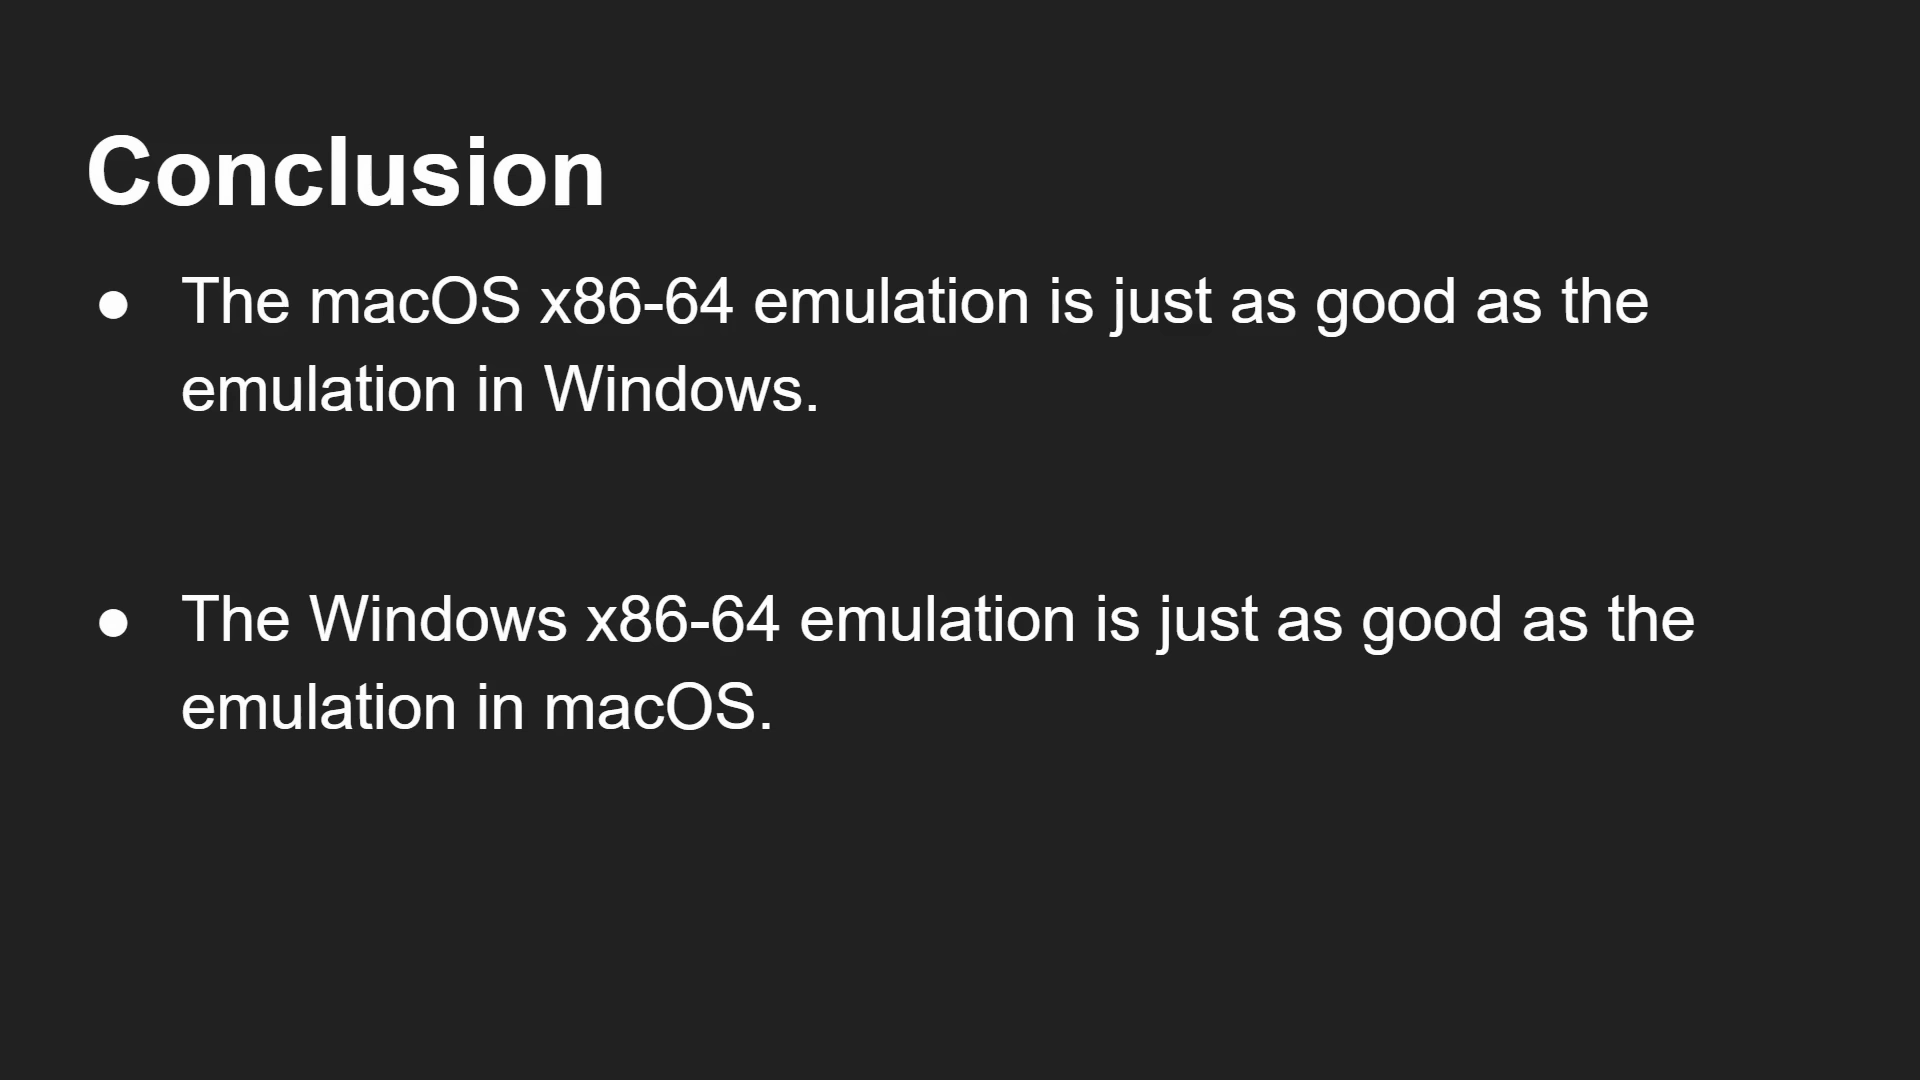 Conclusion
● The macOS x86-64 emulation is just as good as the
emulation in Windows.
● The Windows x86-64 emulation is just as good as the
emulation in macOS.